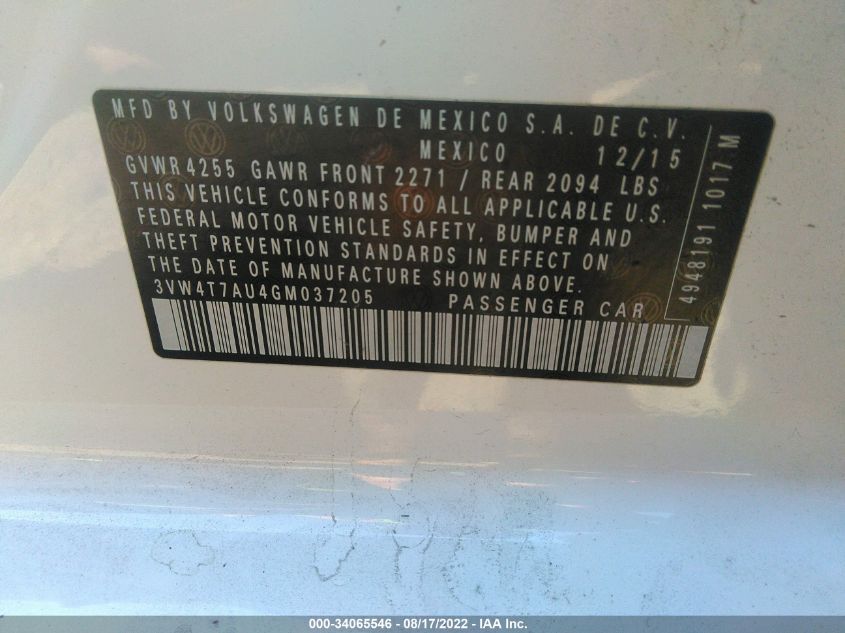 MFD BY VOLKSWAGEN DE MEXICO S.A. DE C.V.
MEXICO 12/15
GVWR 4255 GAWR FRONT 2271 / REAR 2094 LBS
THIS VEHICLE CONFORMS TO ALL APPLICABLE U.S.
FEDERAL MOTOR VEHICLE SAFETY, BUMPER AND
THEFT PREVENTION STANDARDS IN EFFECT ON
THE DATE OF MANUFACTURE SHOWN ABOVE.
3VW4T7AU4GM037205 PASSENGER CAR
4948191 1017 M
000-34065546 - 08/17/2022 - IAA Inc.